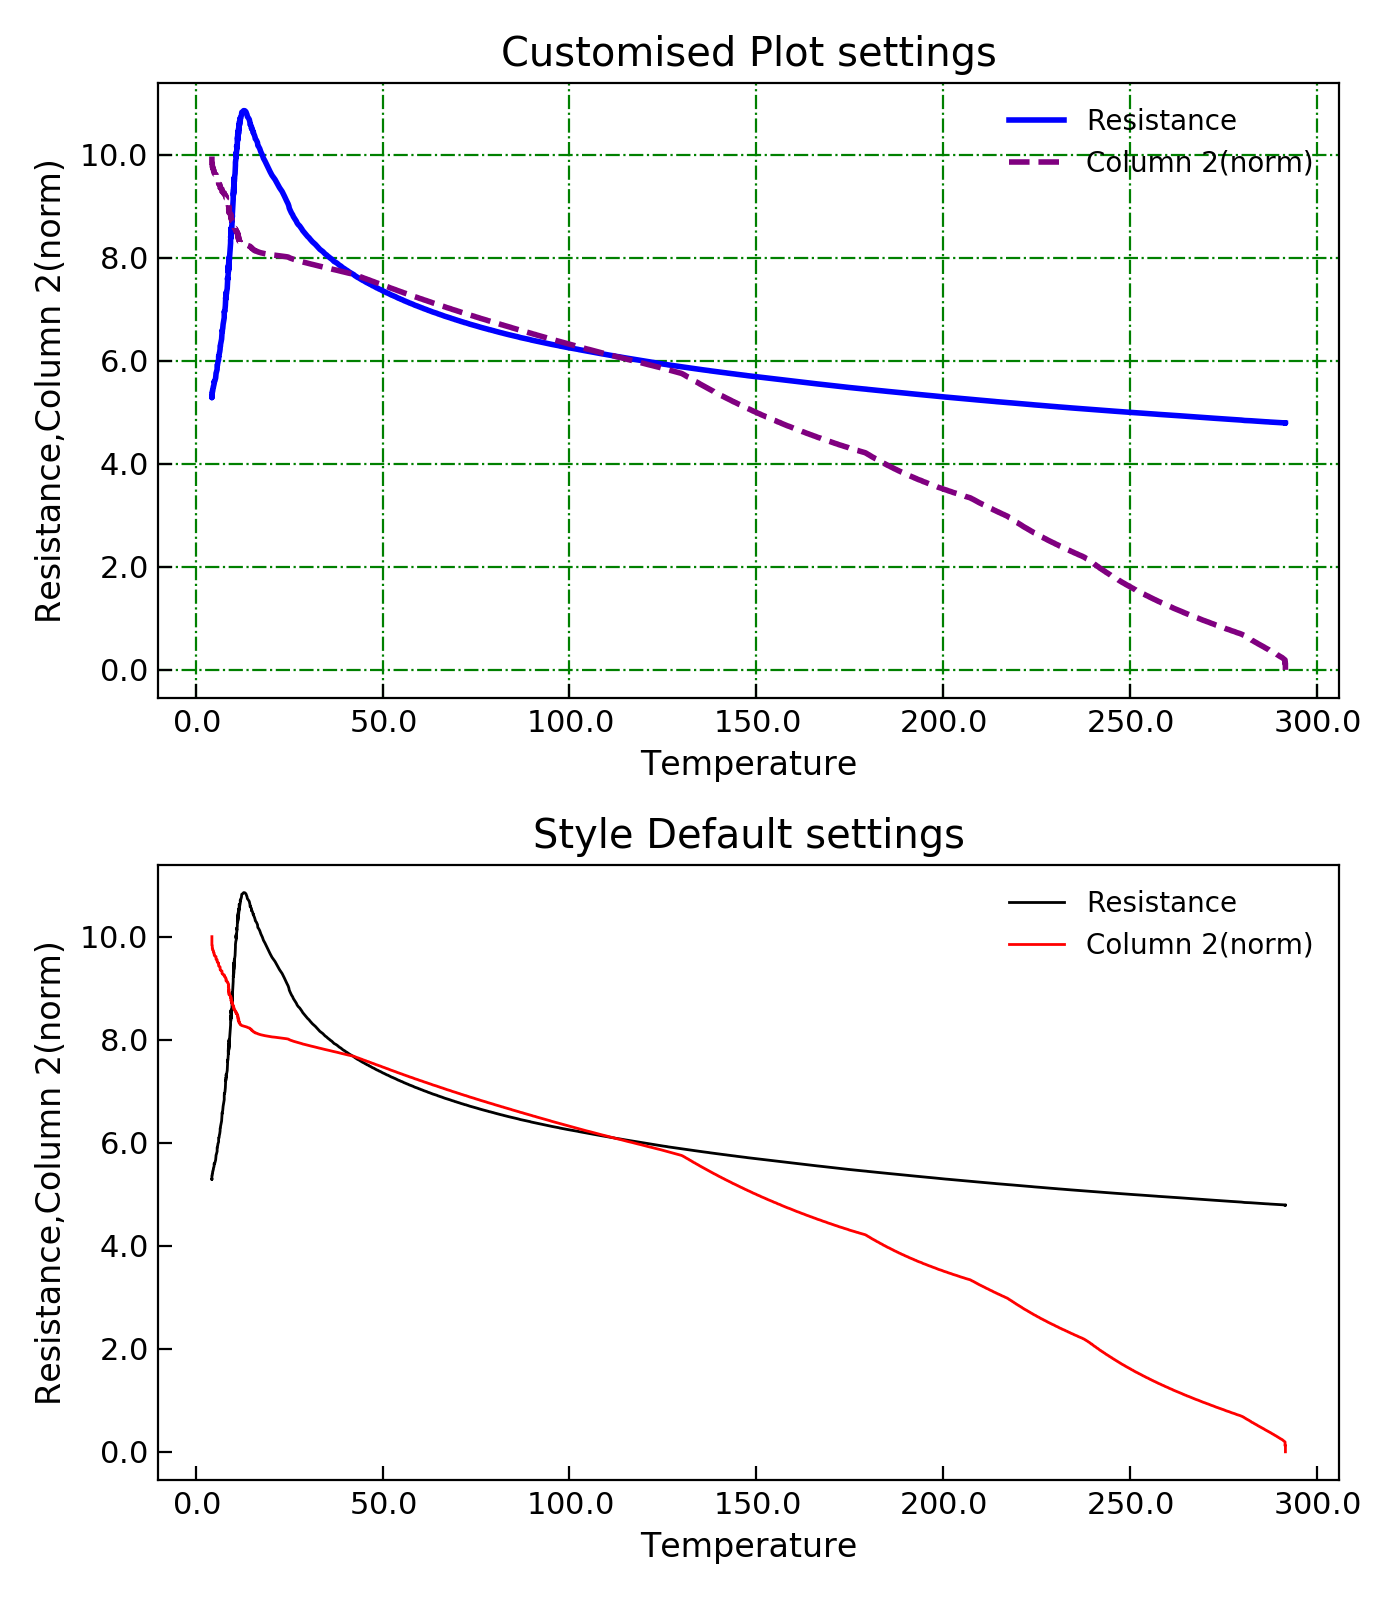 Customised Plot settings
Resistance
Column 2(norm)
Resistance,Column 2(norm)
10.0
8.0
6.0
4.0
2.0
0.0
0.0 50.0 100.0 150.0 200.0 250.0 300.0
Temperature
Style Default settings
Resistance
Column 2(norm)
Resistance,Column 2(norm)
10.0
8.0
6.0
4.0
2.0
0.0
0.0 50.0 100.0 150.0 200.0 250.0 300.0
Temperature